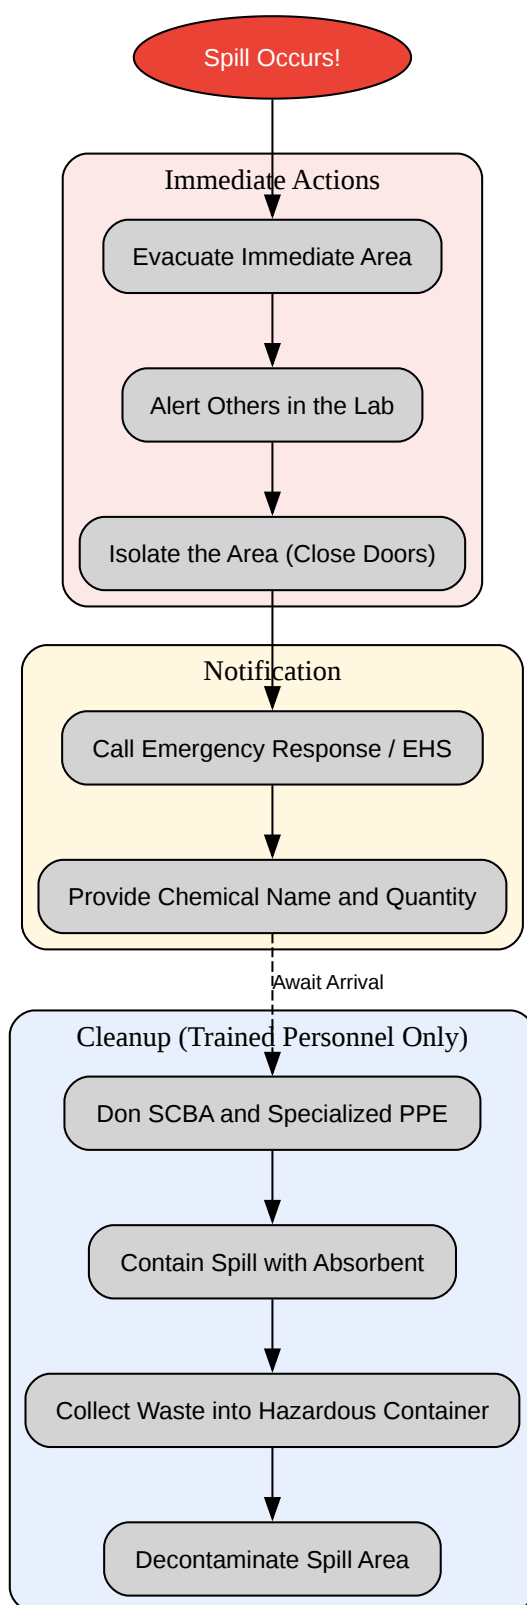 Spill Occurs!
Immediate Actions
Evacuate Immediate Area
Alert Others in the Lab
Isolate the Area (Close Doors)
Notification
Call Emergency Response / EHS
Provide Chemical Name and Quantity
Await Arrival
Cleanup (Trained Personnel Only)
Don SCBA and Specialized PPE
Contain Spill with Absorbent
Collect Waste into Hazardous Container
Decontaminate Spill Area